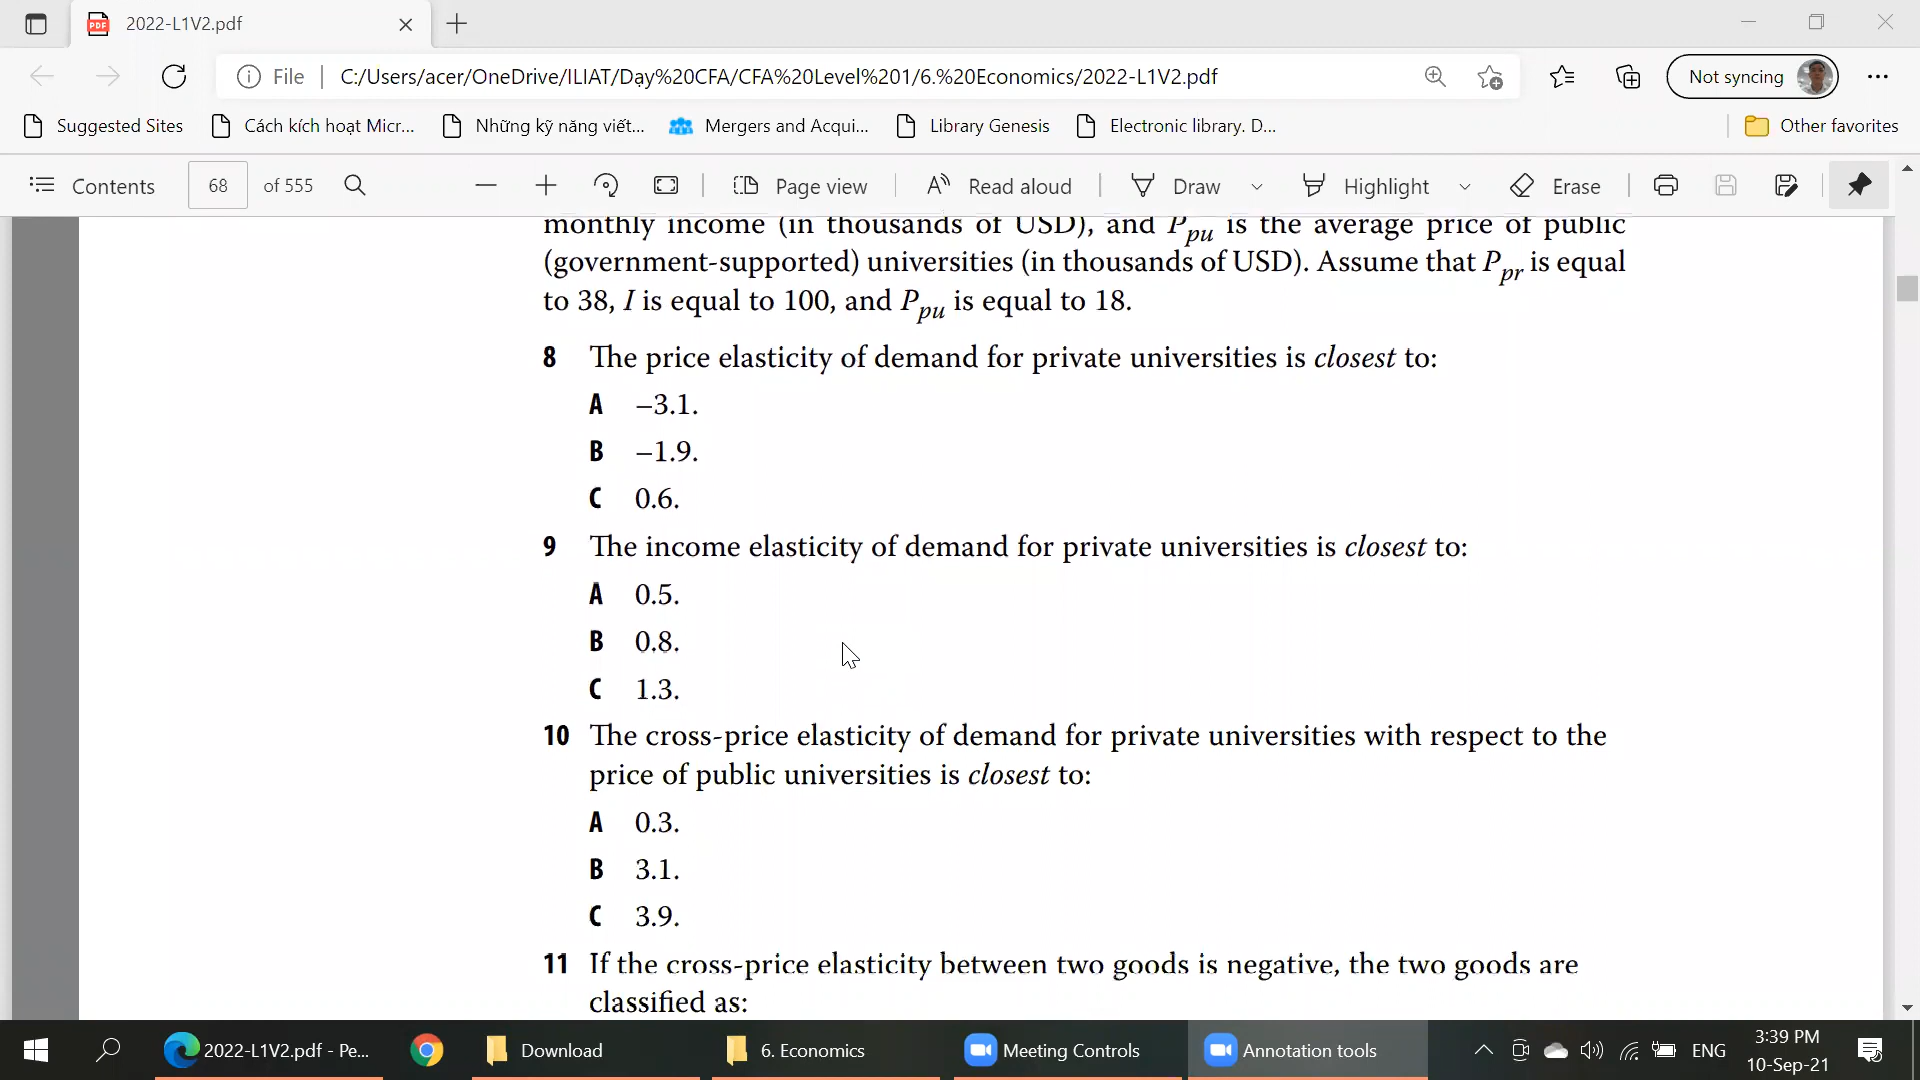 2022-L1V2.pdf
File
C:/Users/acer/OneDrive/ILIAT/Dạy%20CFA/CFA%20Level%201/6.%20Economics/2022-L1V2.pdf
Not syncing
Suggested Sites
Cách kích hoạt Micr...
Những kỹ năng viết...
Mergers and Acqui...
Library Genesis
Electronic library. D...
Other favorites
Contents
68
of 555
Page view
Read aloud
Draw
Highlight
Erase
monthly income (in thousands of USD), and Ppu is the average price of public
(government-supported) universities (in thousands of USD). Assume that Ppr is equal
to 38, I is equal to 100, and Ppu is equal to 18.
8 The price elasticity of demand for private universities is closest to:
A –3.1.
B –1.9.
C 0.6.
9 The income elasticity of demand for private universities is closest to:
A 0.5.
B 0.8.
C 1.3.
10 The cross-price elasticity of demand for private universities with respect to the
price of public universities is closest to:
A 0.3.
B 3.1.
C 3.9.
11 If the cross-price elasticity between two goods is negative, the two goods are
classified as:
2022-L1V2.pdf - Pe...
Download
6. Economics
Meeting Controls
Annotation tools
ENG
3:39 PM
10-Sep-21